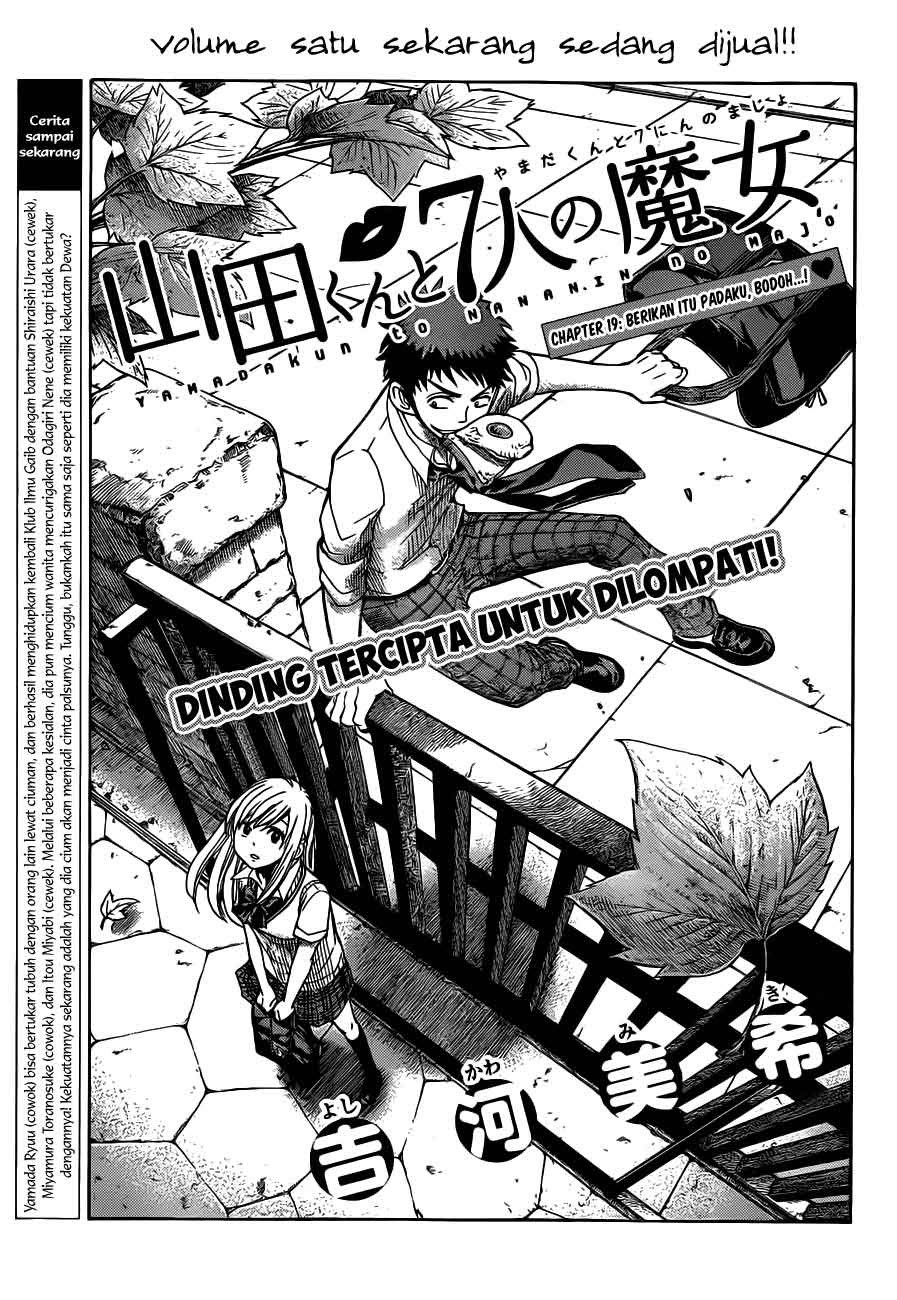 volume satu sekarang sedang dijual!!
Cerita
sampai
sekarang
Yamada Ryuu (cowok) bisa bertukar tubuh dengan orang lain lewat ciuman, dan berhasil menghidupkan kembali Klub Ilmu Gaib dengan bantuan Shiraishi Urara (cewek),
Miyamura Toranosuke (cowok), dan Itou Miyabi (cewek). Melalui beberapa kesialan, dia pun mencium wanita mencurigakan Odagiri Nene (cewek) tapi tidak bertukar
dengannya! Kekuatannya sekarang adalah yang dia cium akan menjadi cinta palsunya. Tunggu, bukankah itu sama saja seperti dia memiliki kekuatan Dewa?
やまだくんと7にんのまじょ
山田くんと7人の魔女
YAMADAKUN TO NANANIN NO MAJO
CHAPTER 19: BERIKAN ITU PADAKU, BODOH...!
DINDING TERCIPTA UNTUK DILOMPATI!
よし かわ み き
吉河美希